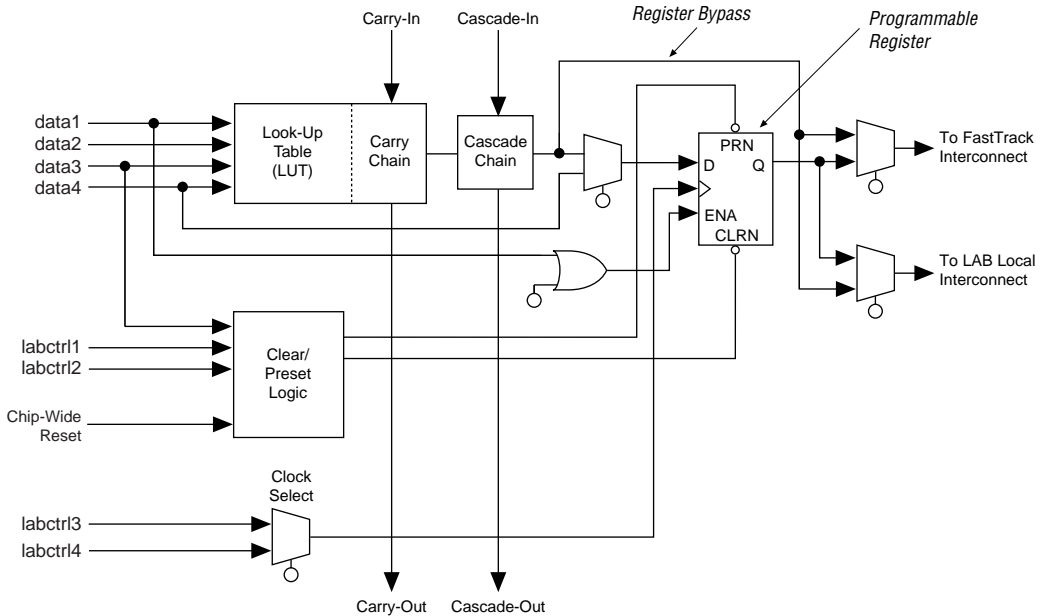 Carry-In
Cascade-In
Register Bypass
Programmable
Register
data1
data2
data3
data4
Look-Up
Table
(LUT)
Carry
Chain
Cascade
Chain
PRN
D
Q
ENA
CLRN
To FastTrack
Interconnect
To LAB Local
Interconnect
labctrl1
labctrl2
Clear/
Preset
Logic
Chip-Wide
Reset
Clock
Select
labctrl3
labctrl4
Carry-Out
Cascade-Out